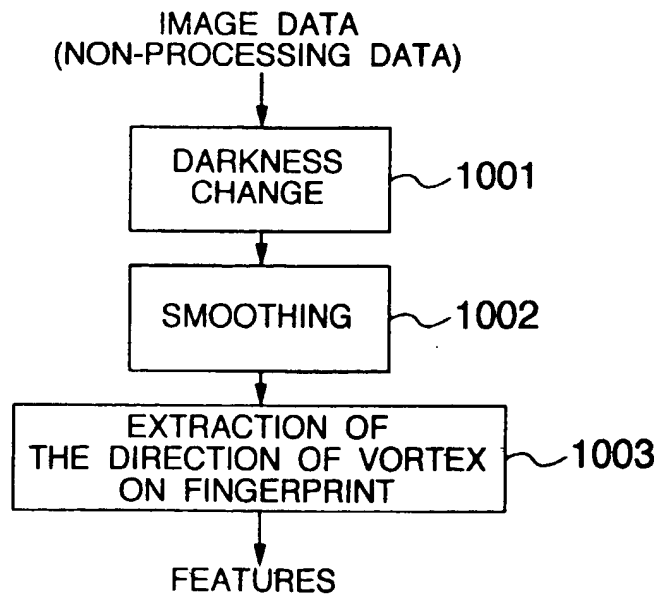 IMAGE DATA
(NON-PROCESSING DATA)
DARKNESS
CHANGE
1001
SMOOTHING
1002
EXTRACTION OF
THE DIRECTION OF VORTEX
ON FINGERPRINT
1003
FEATURES